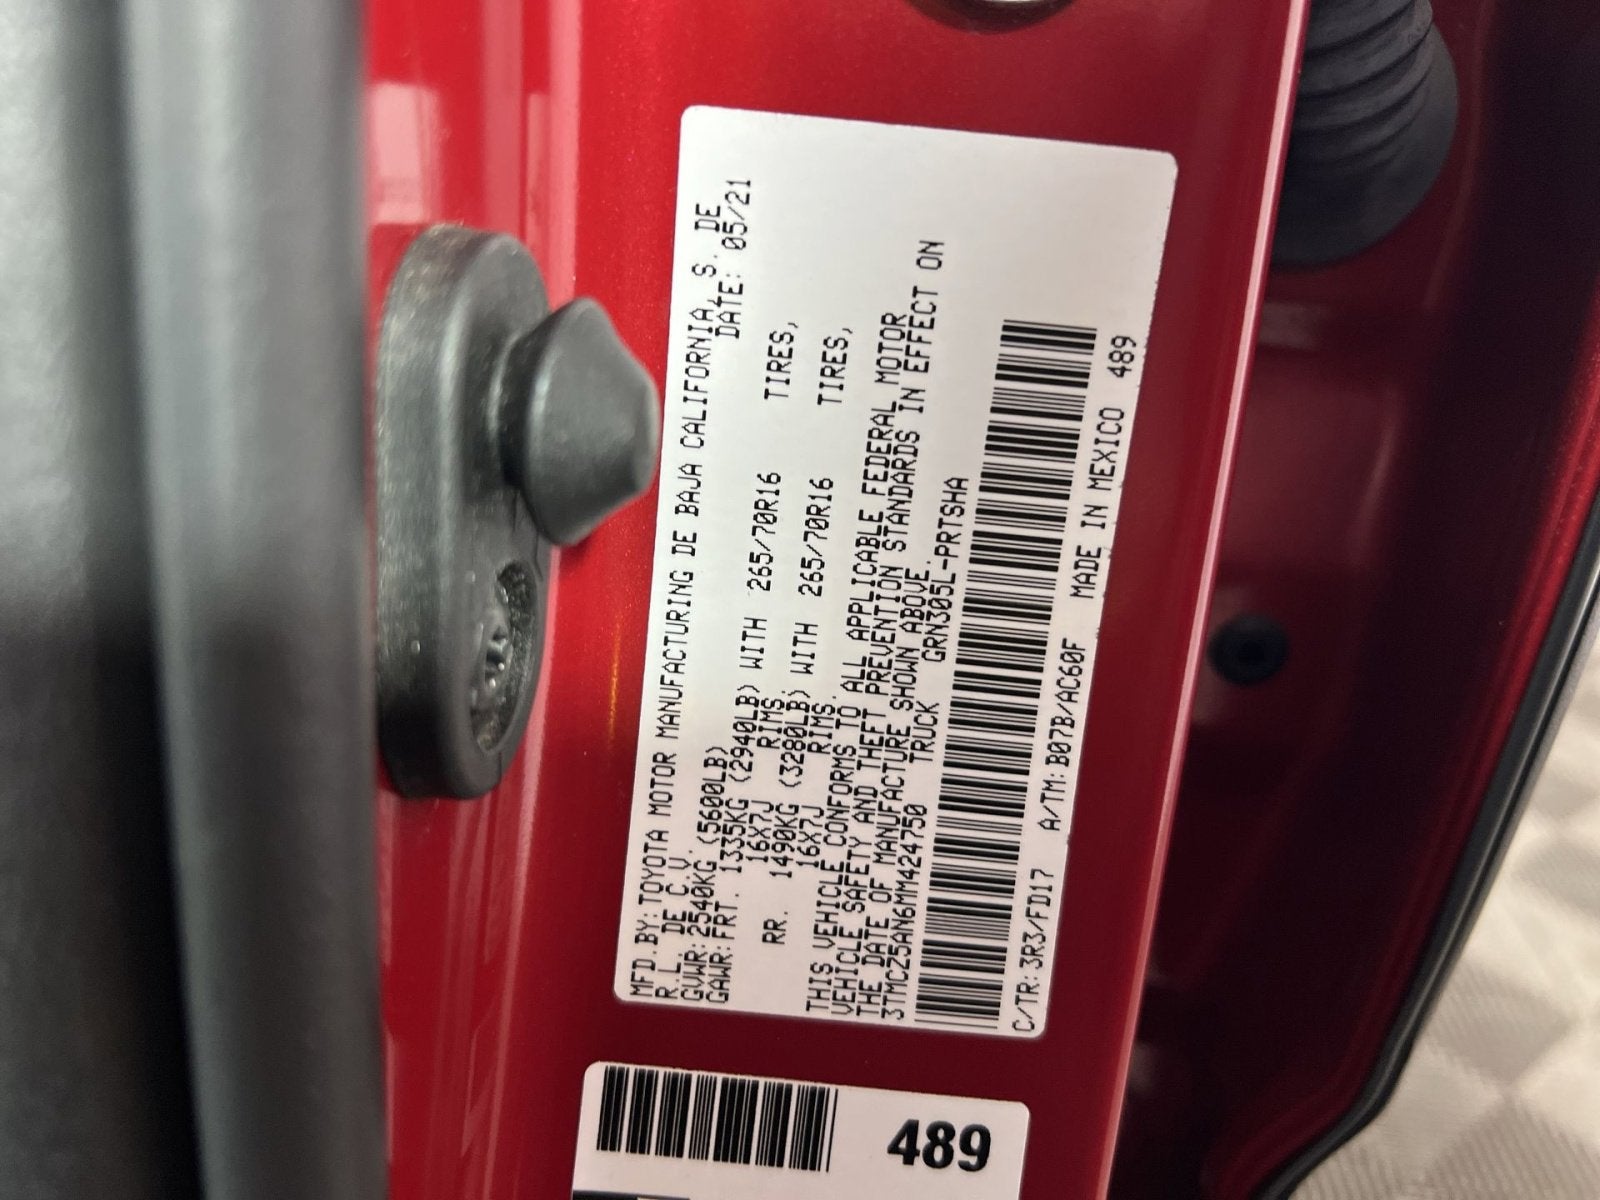 MFD.BY:TOYOTA MOTOR MANUFACTURING DE BAJA CALIFORNIA, S. DE
R.L. DE C.V. DATE: 05/21
GVWR:2540KG (5600LB)
GAWR:FRT. 1335KG (2940LB) WITH 265/70R16 TIRES,
16X7J RIMS.
RR. 1490KG (3280LB) WITH 265/70R16 TIRES,
16X7J RIMS.
THIS VEHICLE CONFORMS TO ALL APPLICABLE FEDERAL MOTOR
VEHICLE SAFETY AND THEFT PREVENTION STANDARDS IN EFFECT ON
THE DATE OF MANUFACTURE SHOWN ABOVE.
3TMCZ5AN6MM424750 TRUCK GRN305L-PRTSHA
C/TR:3R3/FD17 A/TM:B07B/AC60F MADE IN MEXICO 489
489